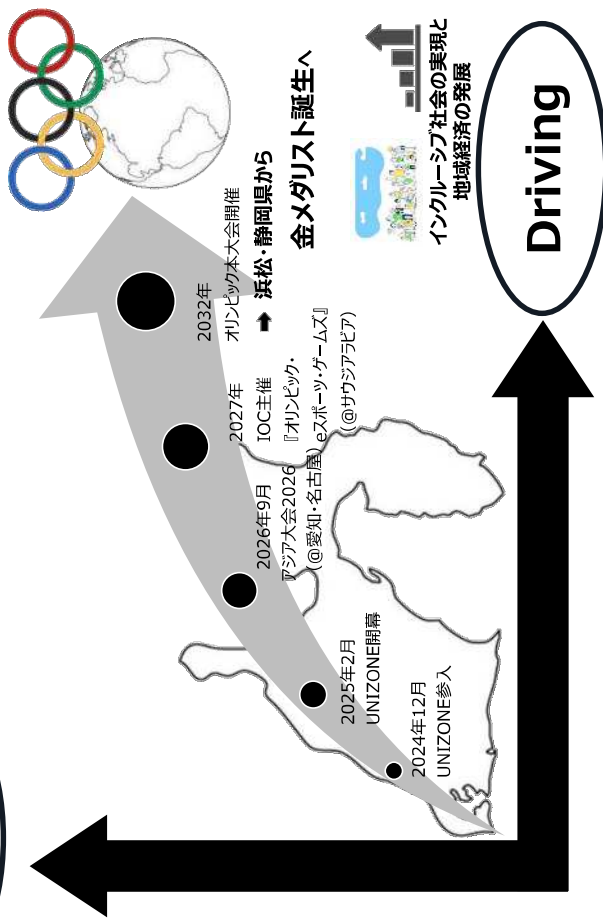 2024年12月
UNIZONE参入
2025年2月
UNIZONE開幕
2026年9月
アジア大会2026
(@愛知・名古屋)
2027年
IOC主催
『オリンピック・
eスポーツ・ゲームズ』
(@サウジアラビア)
2032年
オリンピック本大会開催
➡ 浜松・静岡県から
金メダリスト誕生へ
インクルーシブ社会の実現と
地域経済の発展
Driving